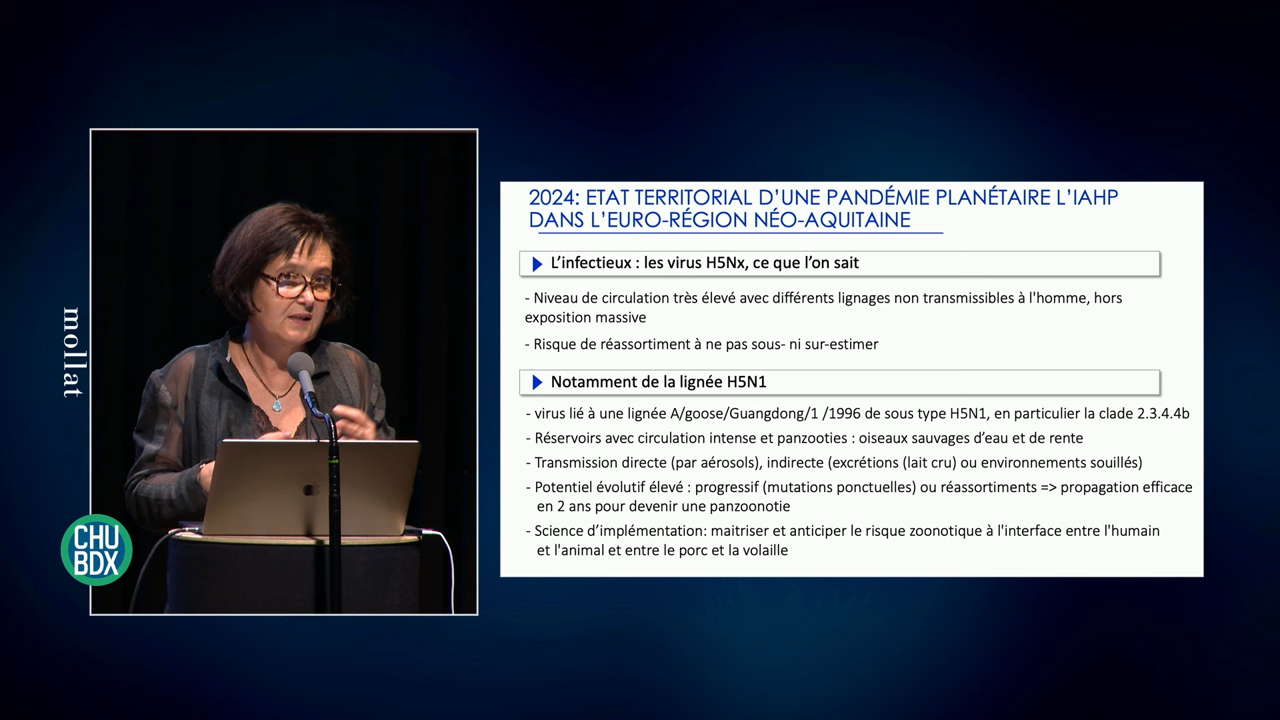 mollat
CHU
BDX
2024: ETAT TERRITORIAL D'UNE PANDÉMIE PLANÉTAIRE L'IAHP
DANS L'EURO-RÉGION NÉO-AQUITAINE
L'infectieux : les virus H5Nx, ce que l'on sait
- Niveau de circulation très élevé avec différents lignages non transmissibles à l'homme, hors
exposition massive
- Risque de réassortiment à ne pas sous- ni sur-estimer
Notamment de la lignée H5N1
- virus lié à une lignée A/goose/Guangdong/1 /1996 de sous type H5N1, en particulier la clade 2.3.4.4b
- Réservoirs avec circulation intense et panzooties : oiseaux sauvages d'eau et de rente
- Transmission directe (par aérosols), indirecte (excrétions (lait cru) ou environnements souillés)
- Potentiel évolutif élevé : progressif (mutations ponctuelles) ou réassortiments => propagation efficace
en 2 ans pour devenir une panzoonotie
- Science d'implémentation: maitriser et anticiper le risque zoonotique à l'interface entre l'humain
et l'animal et entre le porc et la volaille